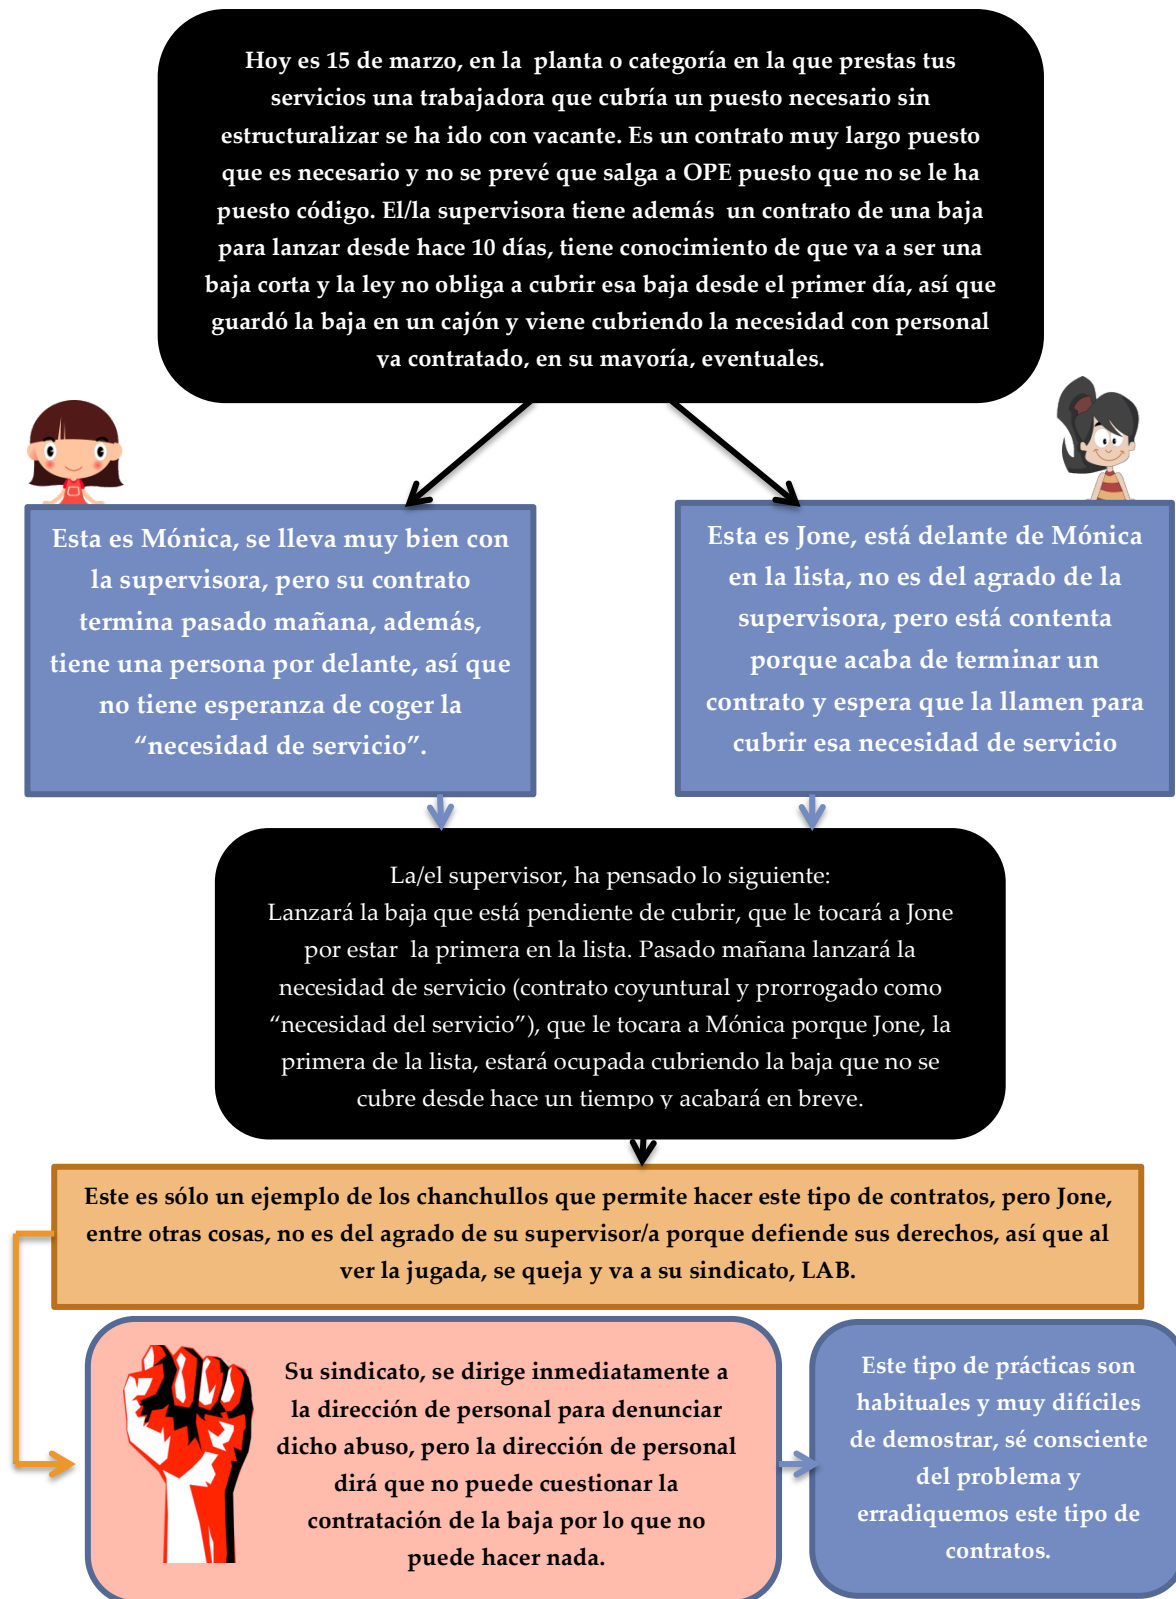 Hoy es 15 de marzo, en la planta o categoría en la que prestas tus
servicios una trabajadora que cubría un puesto necesario sin
estructuralizar se ha ido con vacante. Es un contrato muy largo puesto
que es necesario y no se prevé que salga a OPE puesto que no se le ha
puesto código. El/la supervisora tiene además un contrato de una baja
para lanzar desde hace 10 días, tiene conocimiento de que va a ser una
baja corta y la ley no obliga a cubrir esa baja desde el primer día, así que
guardó la baja en un cajón y viene cubriendo la necesidad con personal
ya contratado, en su mayoría, eventuales.
Esta es Mónica, se lleva muy bien con
la supervisora, pero su contrato
termina pasado mañana, además,
tiene una persona por delante, así que
no tiene esperanza de coger la
“necesidad de servicio”.
Esta es Jone, está delante de Mónica
en la lista, no es del agrado de la
supervisora, pero está contenta
porque acaba de terminar un
contrato y espera que la llamen para
cubrir esa necesidad de servicio
La/el supervisor, ha pensado lo siguiente:
Lanzará la baja que está pendiente de cubrir, que le tocará a Jone
por estar la primera en la lista. Pasado mañana lanzará la
necesidad de servicio (contrato coyuntural y prorrogado como
“necesidad del servicio”), que le tocara a Mónica porque Jone, la
primera de la lista, estará ocupada cubriendo la baja que no se
cubre desde hace un tiempo y acabará en breve.
Este es sólo un ejemplo de los chanchullos que permite hacer este tipo de contratos, pero Jone,
entre otras cosas, no es del agrado de su supervisor/a porque defiende sus derechos, así que al
ver la jugada, se queja y va a su sindicato, LAB.
Su sindicato, se dirige inmediatamente a
la dirección de personal para denunciar
dicho abuso, pero la dirección de personal
dirá que no puede cuestionar la
contratación de la baja por lo que no
puede hacer nada.
Este tipo de prácticas son
habituales y muy difíciles
de demostrar, sé consciente
del problema y
erradiquemos este tipo de
contratos.